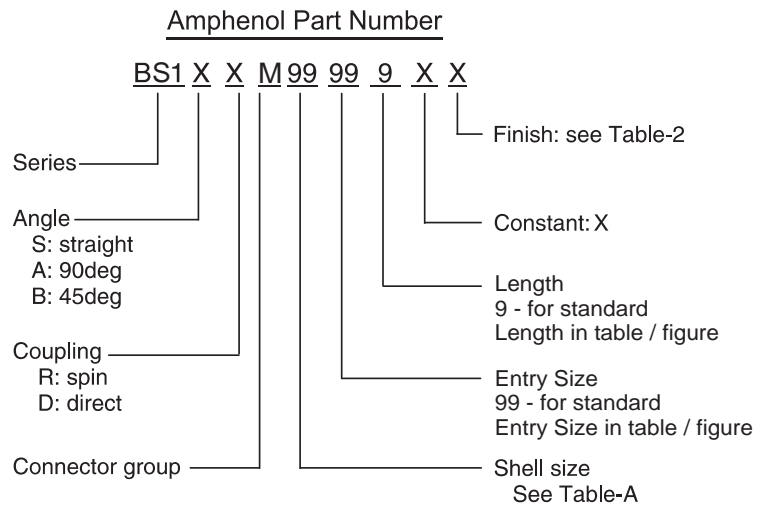 Amphenol Part Number
BS1 X X M 99 99 9 X X
Series
Angle
S: straight
A: 90deg
B: 45deg
Coupling
R: spin
D: direct
Connector group
Finish: see Table-2
Constant: X
Length
9 - for standard
Length in table / figure
Entry Size
99 - for standard
Entry Size in table / figure
Shell size
See Table-A